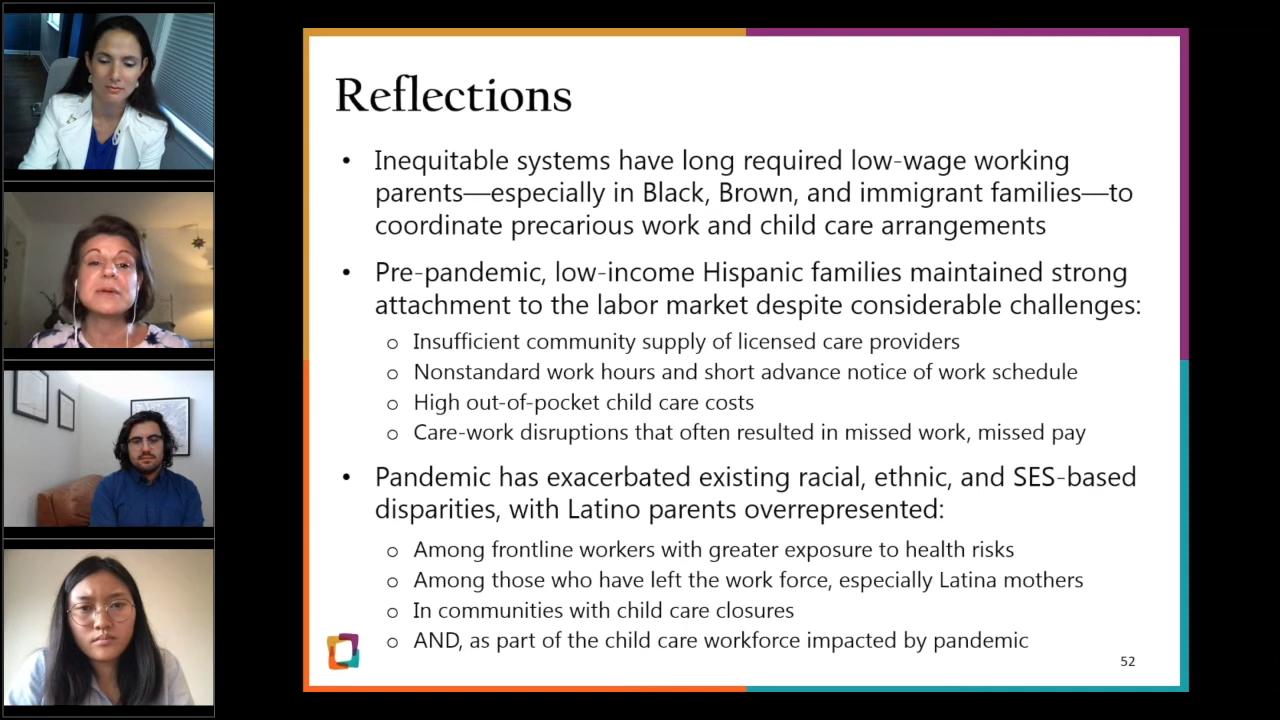 Reflections
• Inequitable systems have long required low-wage working
parents—especially in Black, Brown, and immigrant families—to
coordinate precarious work and child care arrangements
• Pre-pandemic, low-income Hispanic families maintained strong
attachment to the labor market despite considerable challenges:
o Insufficient community supply of licensed care providers
o Nonstandard work hours and short advance notice of work schedule
o High out-of-pocket child care costs
o Care-work disruptions that often resulted in missed work, missed pay
• Pandemic has exacerbated existing racial, ethnic, and SES-based
disparities, with Latino parents overrepresented:
o Among frontline workers with greater exposure to health risks
o Among those who have left the work force, especially Latina mothers
o In communities with child care closures
o AND, as part of the child care workforce impacted by pandemic
52